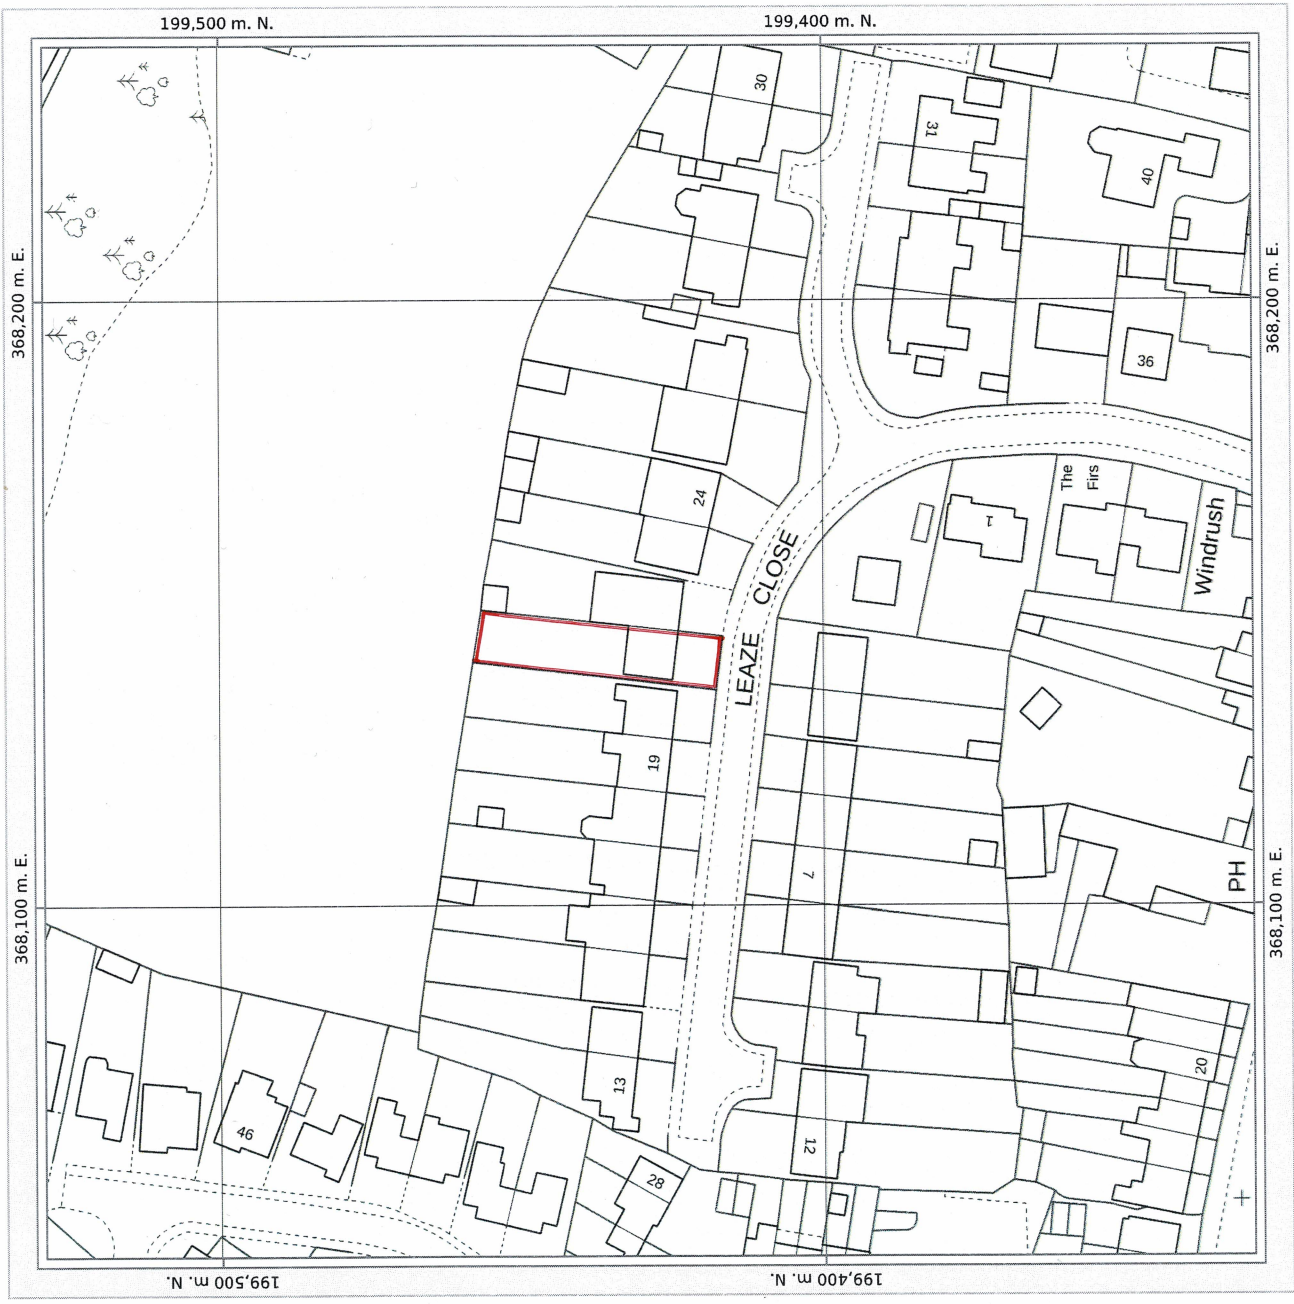 199,500 m. N.
199,400 m. N.
30
31
40
368,200 m. E.
368,200 m. E.
36
24
The
Firs
1
Windrush
LEAZE CLOSE
19
7
PH
368,100 m. E.
368,100 m. E.
20
13
46
12
28
199,500 m. N.
199,400 m. N.